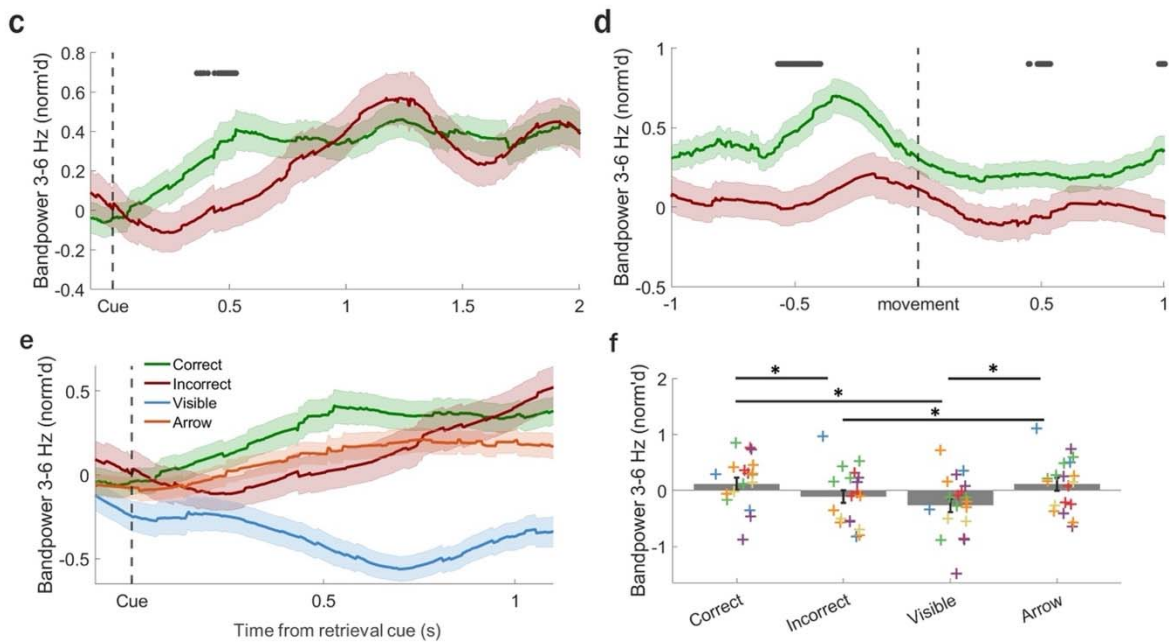 c
Bandpower 3-6 Hz (norm'd)
0.8
0.6
0.4
0.2
0
-0.2
-0.4
Cue
0.5
1
1.5
2
d
Bandpower 3-6 Hz (norm'd)
1
0.5
0
-0.5
-1
-0.5
movement
0.5
1
e
Bandpower 3-6 Hz (norm'd)
0.5
0
-0.5
Correct
Incorrect
Visible
Arrow
Cue
0.5
1
Time from retrieval cue (s)
f
Bandpower 3-6 Hz (norm'd)
2
1
0
-1
*
*
*
*
Correct
Incorrect
Visible
Arrow